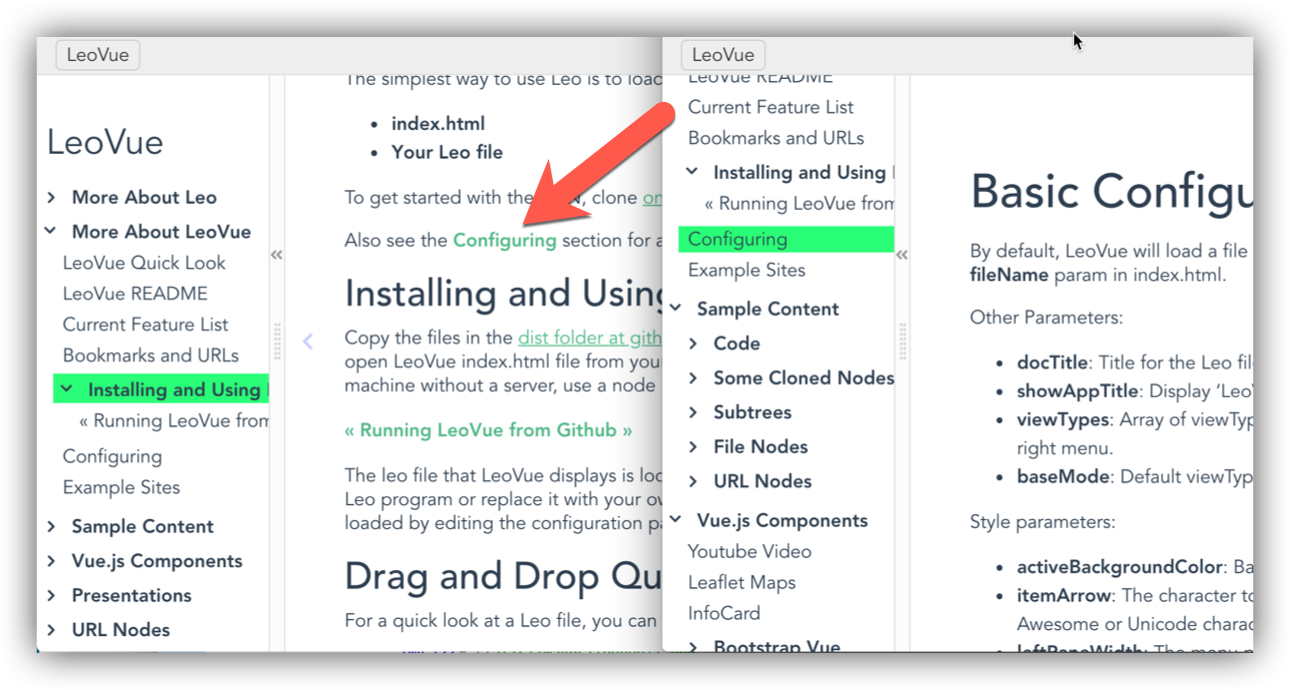 LeoVue
LeoVue
› More About Leo
⌄ More About LeoVue
LeoVue Quick Look
LeoVue README
Current Feature List
Bookmarks and URLs
⌄ Installing and Using
« Running LeoVue from
Configuring
Example Sites
› Sample Content
› Vue.js Components
› Presentations
› URL Nodes
«
The simplest way to use Leo is to load
• index.html
• Your Leo file
To get started with the , clone
Also see the Configuring section for a
Installing and Using
Copy the files in the dist folder at gith
open LeoVue index.html file from you
machine without a server, use a node
« Running LeoVue from Github »
The leo file that LeoVue displays is loc
Leo program or replace it with your ow
loaded by editing the configuration pa
Drag and Drop Qu
For a quick look at a Leo file, you can
LeoVue
LeoVue README
Current Feature List
Bookmarks and URLs
⌄ Installing and Using
« Running LeoVue from
Configuring
Example Sites
⌄ Sample Content
› Code
› Some Cloned Nodes
› Subtrees
› File Nodes
› URL Nodes
⌄ Vue.js Components
Youtube Video
Leaflet Maps
InfoCard
› Bootstrap Vue
«
Basic Configu
By default, LeoVue will load a file
fileName param in index.html.
Other Parameters:
• docTitle: Title for the Leo fil
• showAppTitle: Display ‘Leo
• viewTypes: Array of viewTyp
right menu.
• baseMode: Default viewTyp
Style parameters:
• activeBackgroundColor: Ba
• itemArrow: The character to
Awesome or Unicode charac
• leftPaneWidth: The menu p